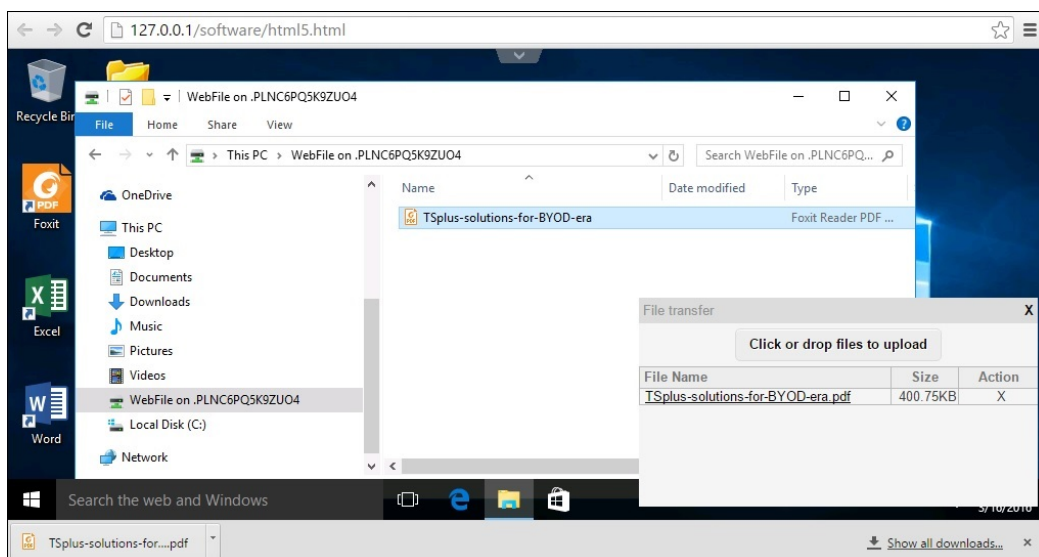 127.0.0.1/software/html5.html
Recycle Bin
WebFile on .PLNC6PQ5K9ZUO4
File Home Share View
This PC > WebFile on .PLNC6PQ5K9ZUO4
Search WebFile on .PLNC6PQ...
Name Date modified Type
OneDrive
TSplus-solutions-for-BYOD-era Foxit Reader PDF ...
PDF
Foxit
This PC
Desktop
Documents
Downloads
Music
Pictures
Videos
WebFile on .PLNC6PQ5K9ZUO4
Local Disk (C:)
Network
Excel
Word
File transfer X
Click or drop files to upload
File Name Size Action
TSplus-solutions-for-BYOD-era.pdf 400.75KB X
Search the web and Windows
TSplus-solutions-for....pdf
Show all downloads...